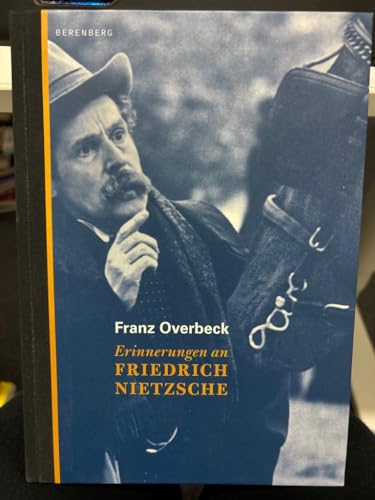 BERENBERG
Franz Overbeck
Erinnerungen an
FRIEDRICH
NIETZSCHE